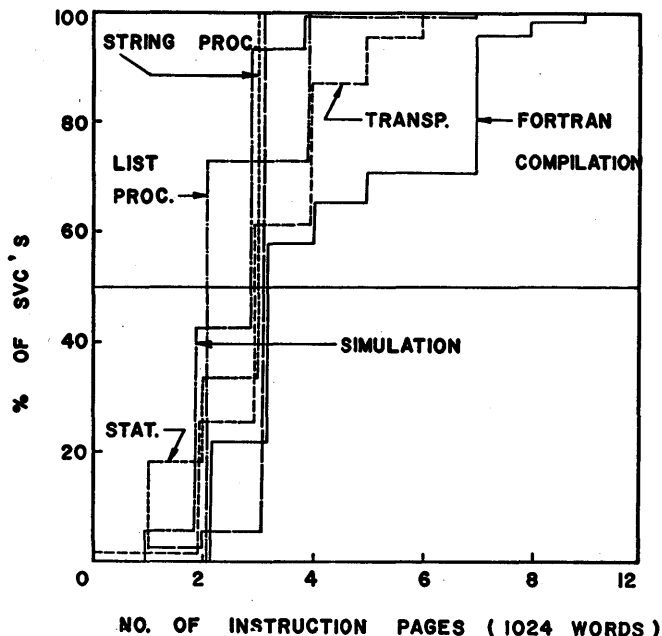 100
STRING PROC.
80
TRANSP.
FORTRAN
COMPILATION
LIST
PROC.
60
% OF SVC'S
40
SIMULATION
STAT.
20
0 2 4 6 8 10 12
NO. OF INSTRUCTION PAGES (1024 WORDS)